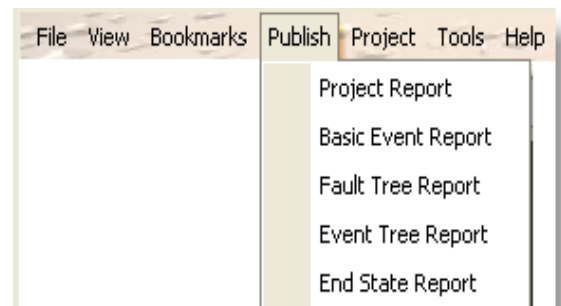 File View Bookmarks Publish Project Tools Help
Project Report
Basic Event Report
Fault Tree Report
Event Tree Report
End State Report